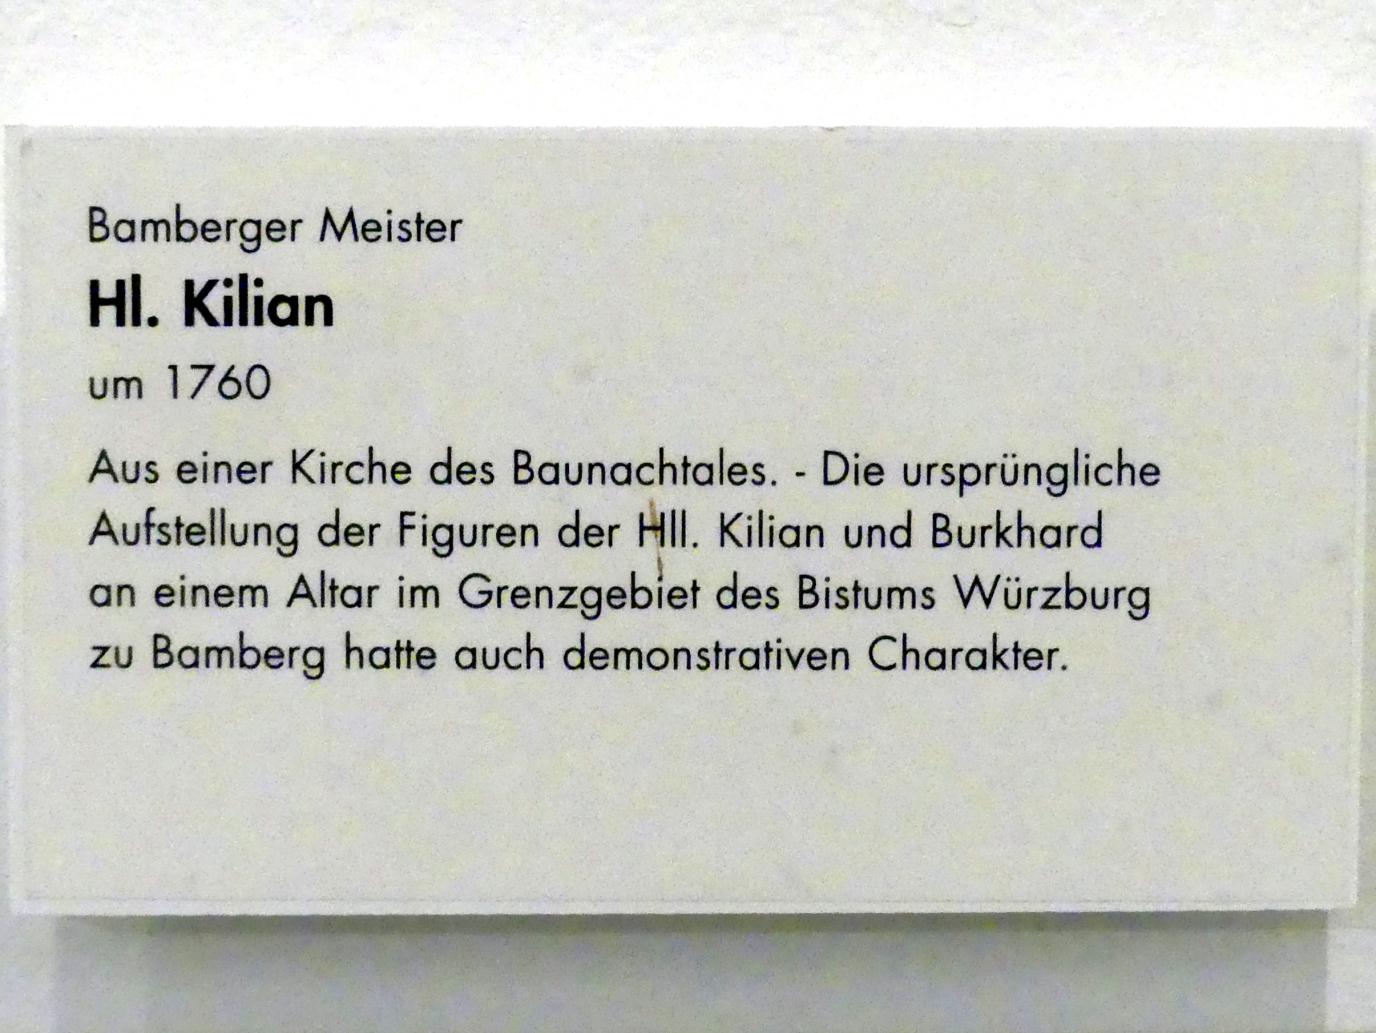 Bamberger Meister
Hl. Kilian
um 1760
Aus einer Kirche des Baunachtales. - Die ursprüngliche
Aufstellung der Figuren der Hll. Kilian und Burkhard
an einem Altar im Grenzgebiet des Bistums Würzburg
zu Bamberg hatte auch demonstrativen Charakter.